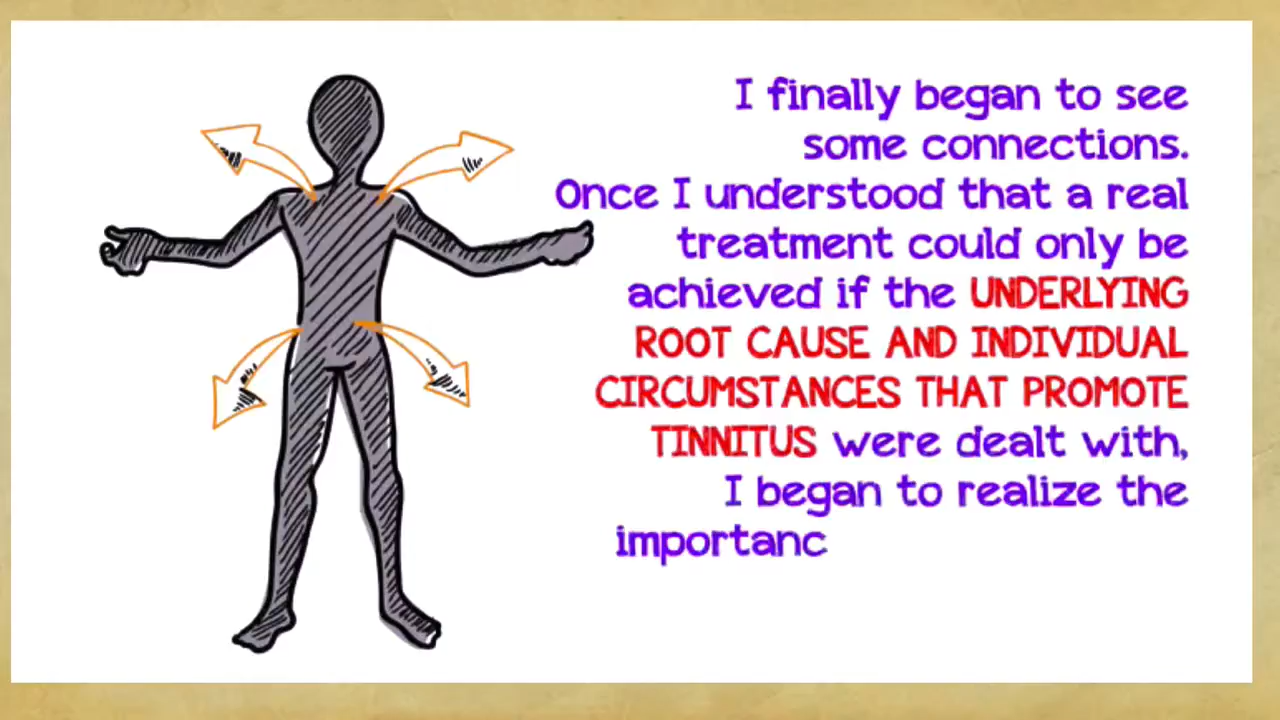 I finally began to see
some connections.
Once I understood that a real
treatment could only be
achieved if the UNDERLYING
ROOT CAUSE AND INDIVIDUAL
CIRCUMSTANCES THAT PROMOTE
TINNITUS were dealt with,
I began to realize the
importanc